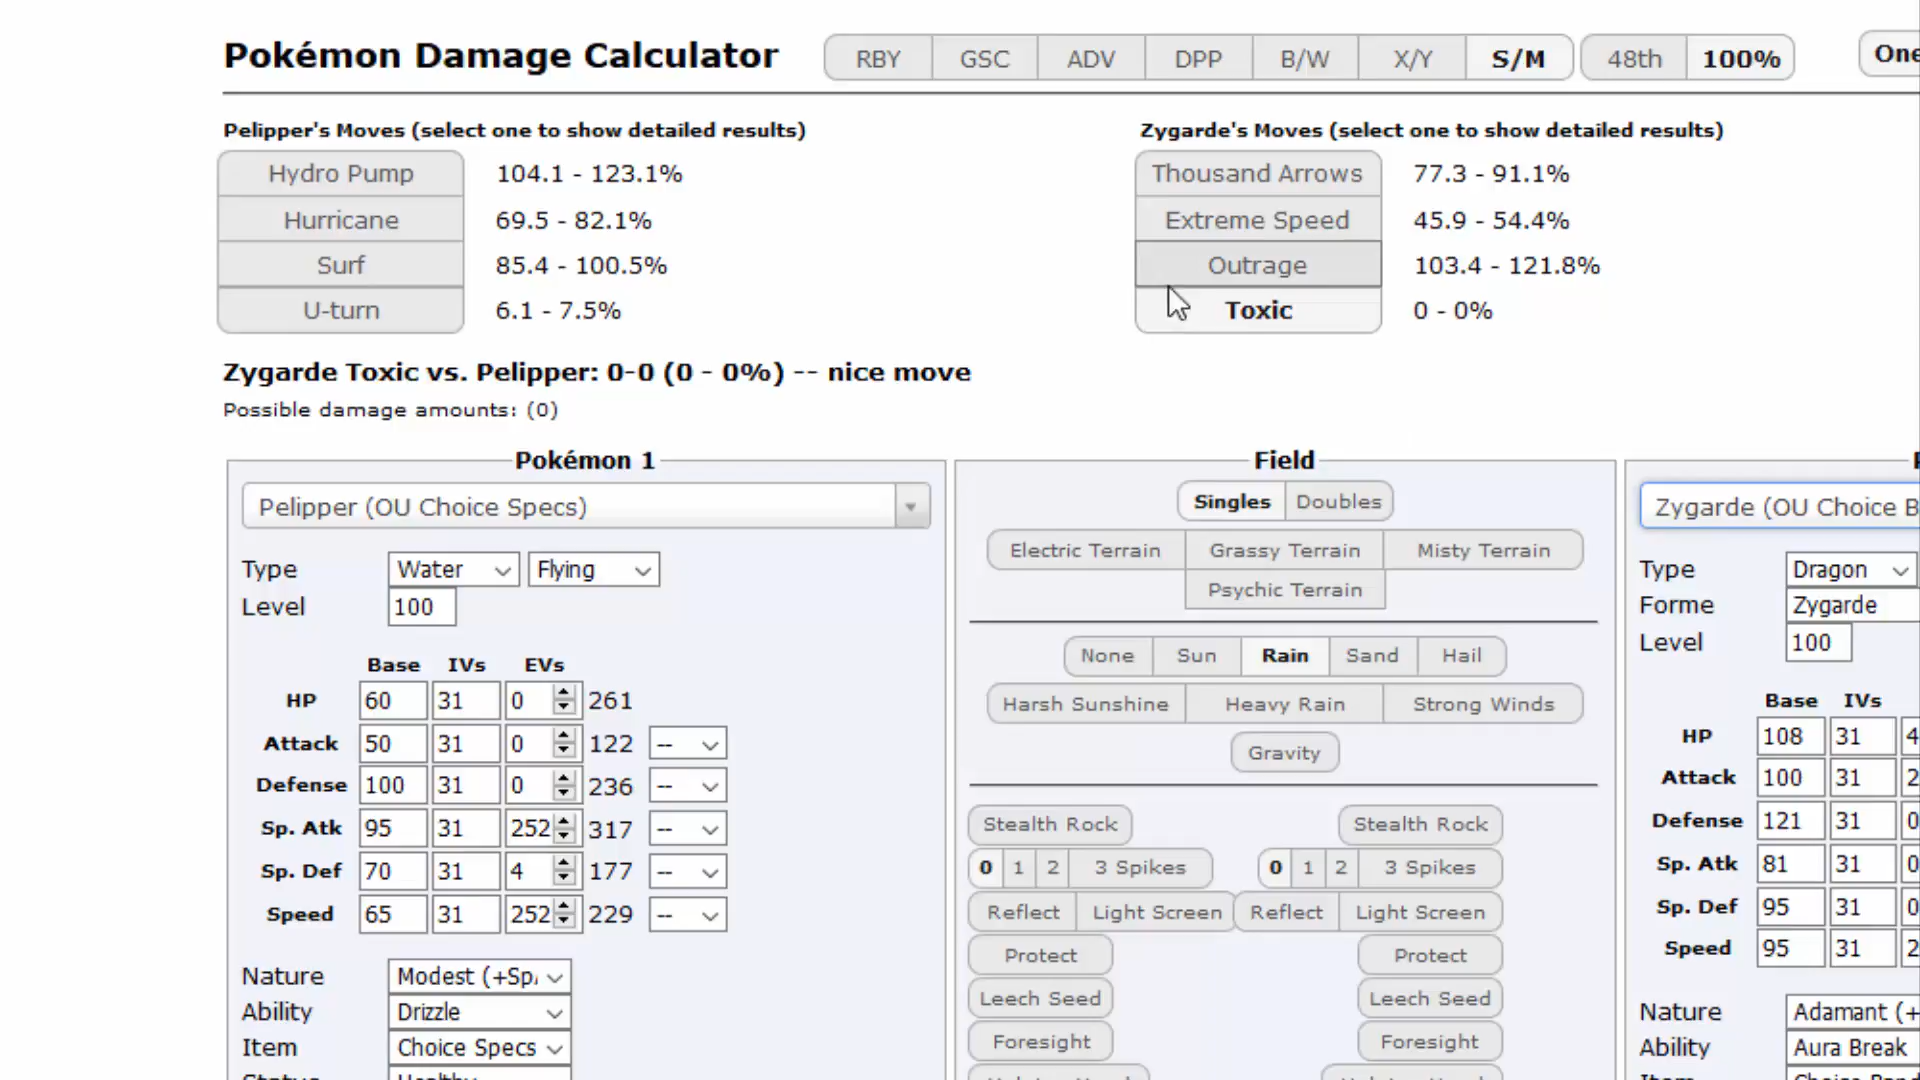 Pokémon Damage Calculator RBY GSC ADV DPP B/W X/Y S/M 48th 100% One
Pelipper's Moves (select one to show detailed results)
Hydro Pump 104.1 - 123.1%
Hurricane 69.5 - 82.1%
Surf 85.4 - 100.5%
U-turn 6.1 - 7.5%
Zygarde's Moves (select one to show detailed results)
Thousand Arrows 77.3 - 91.1%
Extreme Speed 45.9 - 54.4%
Outrage 103.4 - 121.8%
Toxic 0 - 0%
Zygarde Toxic vs. Pelipper: 0-0 (0 - 0%) -- nice move
Possible damage amounts: (0)
Pokémon 1
Pelipper (OU Choice Specs)
Type Water Flying
Level 100
Base IVs EVs
HP 60 31 0 261
Attack 50 31 0 122 --
Defense 100 31 0 236 --
Sp. Atk 95 31 252 317 --
Sp. Def 70 31 4 177 --
Speed 65 31 252 229 --
Nature Modest (+Sp
Ability Drizzle
Item Choice Specs
Status Healthy
Field
Singles Doubles
Electric Terrain Grassy Terrain Misty Terrain
Psychic Terrain
None Sun Rain Sand Hail
Harsh Sunshine Heavy Rain Strong Winds
Gravity
Stealth Rock Stealth Rock
0 1 2 3 Spikes 0 1 2 3 Spikes
Reflect Light Screen Reflect Light Screen
Protect Protect
Leech Seed Leech Seed
Foresight Foresight
Zygarde (OU Choice B
Type Dragon
Forme Zygarde
Level 100
Base IVs
HP 108 31 4
Attack 100 31 2
Defense 121 31 0
Sp. Atk 81 31 0
Sp. Def 95 31 0
Speed 95 31 2
Nature Adamant (+
Ability Aura Break